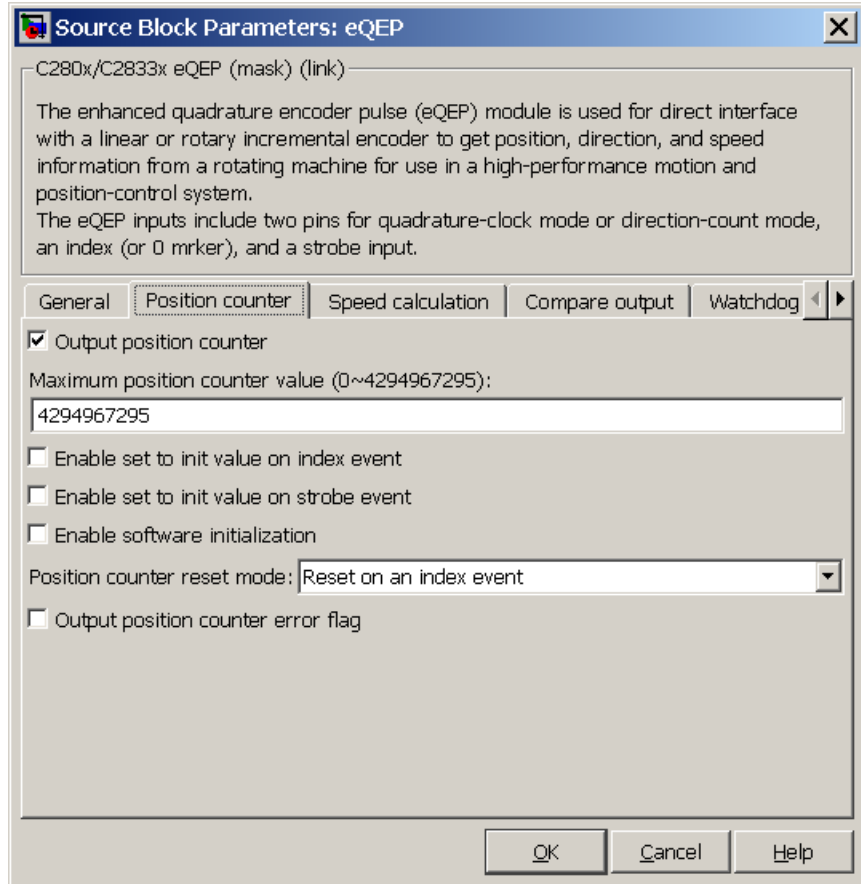 Source Block Parameters: eQEP
C280x/C2833x eQEP (mask) (link)
The enhanced quadrature encoder pulse (eQEP) module is used for direct interface
with a linear or rotary incremental encoder to get position, direction, and speed
information from a rotating machine for use in a high-performance motion and
position-control system.
The eQEP inputs include two pins for quadrature-clock mode or direction-count mode,
an index (or 0 mrker), and a strobe input.
General Position counter Speed calculation Compare output Watchdog
Output position counter
Maximum position counter value (0~4294967295):
4294967295
Enable set to init value on index event
Enable set to init value on strobe event
Enable software initialization
Position counter reset mode: Reset on an index event
Output position counter error flag
OK Cancel Help